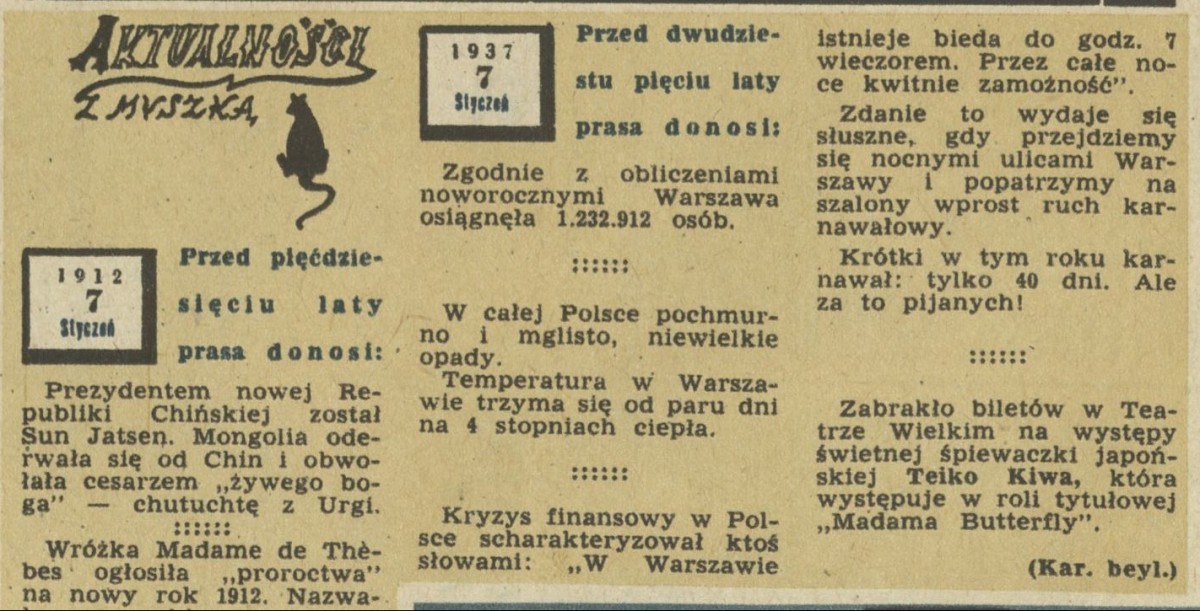 AKTUALNOŚCI
Z MYSZKĄ
1912
7
Styczeń
Przed pięćdzie-
sięciu laty
prasa donosi:
Prezydentem nowej Re-
publiki Chińskiej został
Sun Jatsen. Mongolia ode-
rwała się od Chin i obwo-
łała cesarzem „żywego bo-
ga” — chutuchtę z Urgi.
::::::
Wróżka Madame de Thè-
bes ogłosiła „proroctwa”
na nowy rok 1912. Nazwa-
1937
7
Styczeń
Przed dwudzie-
stu pięciu laty
prasa donosi:
Zgodnie z obliczeniami
noworocznymi Warszawa
osiągnęła 1.232.912 osób.
::::::
W całej Polsce pochmur-
no i mglisto, niewielkie
opady.
Temperatura w Warsza-
wie trzyma się od paru dni
na 4 stopniach ciepła.
::::::
Kryzys finansowy w Pol-
sce scharakteryzował ktoś
słowami: „W Warszawie
istnieje bieda do godz. 7
wieczorem. Przez całe no-
ce kwitnie zamożność”.
Zdanie to wydaje się
słuszne, gdy przejdziemy
się nocnymi ulicami War-
szawy i popatrzymy na
szalony wprost ruch kar-
nawałowy.
Krótki w tym roku kar-
nawał: tylko 40 dni. Ale
za to pijanych!
::::::
Zabrakło biletów w Tea-
trze Wielkim na występy
świetnej śpiewaczki japoń-
skiej Teiko Kiwa, która
występuje w roli tytułowej
„Madama Butterfly”.
(Kar. beyl.)